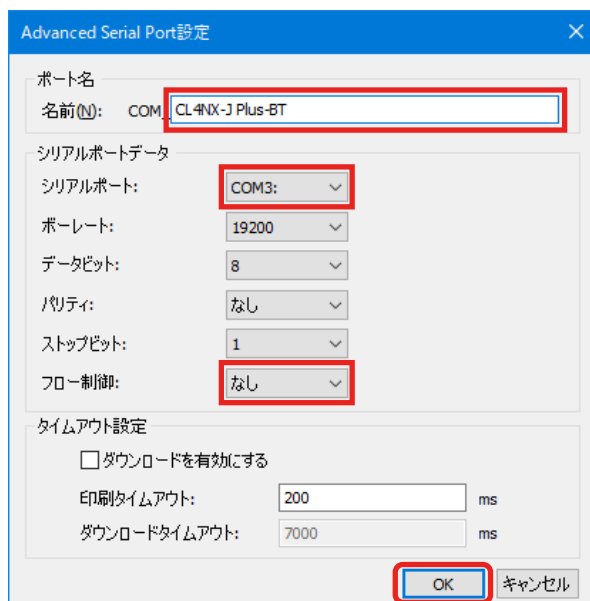 Advanced Serial Port設定
ポート名
名前(N): COM_ CL4NX-J Plus-BT
シリアルポートデータ
シリアルポート: COM3:
ボーレート: 19200
データビット: 8
パリティ: なし
ストップビット: 1
フロー制御: なし
タイムアウト設定
ダウンロードを有効にする
印刷タイムアウト: 200 ms
ダウンロードタイムアウト: 7000 ms
OK キャンセル